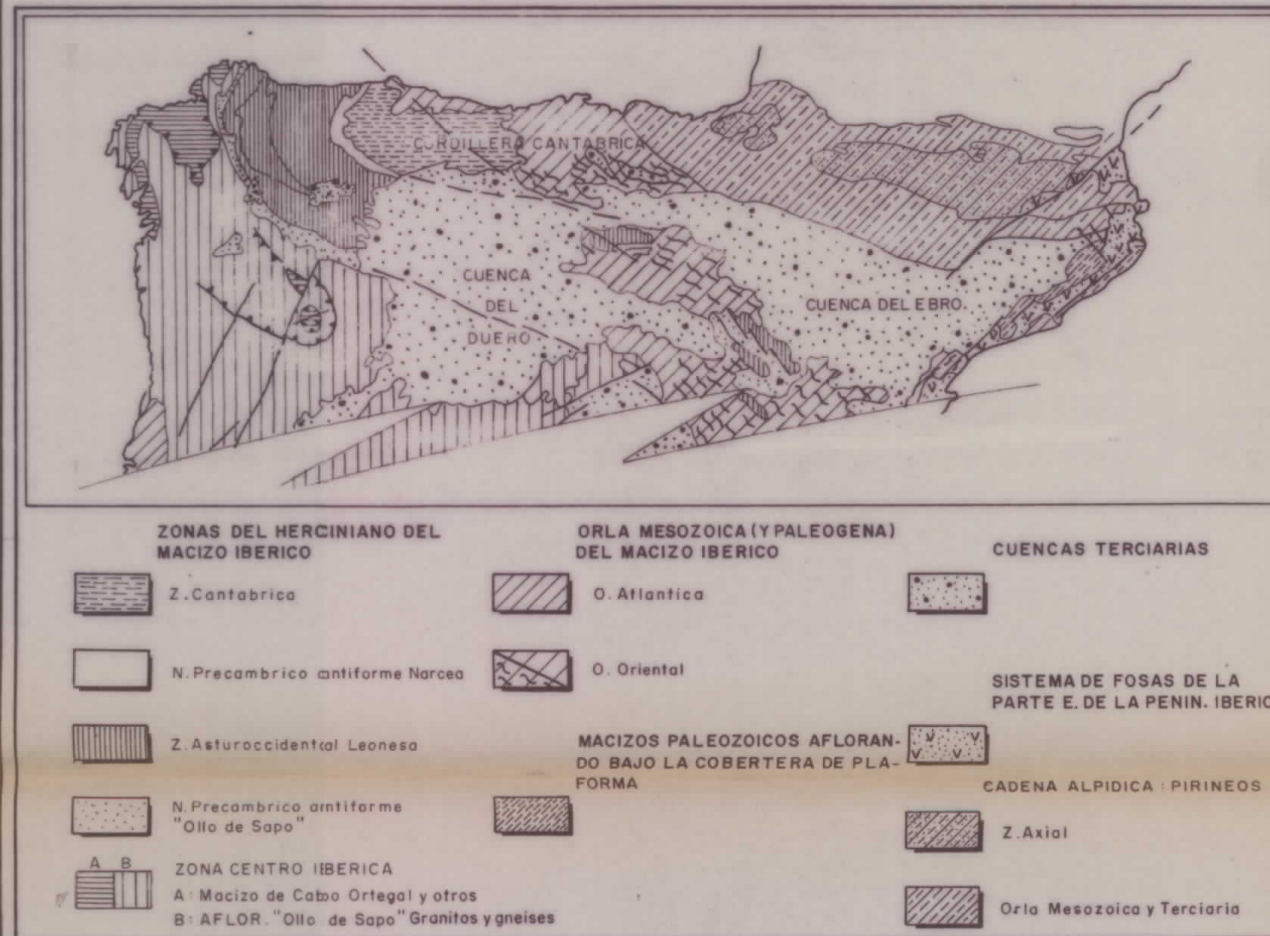 CORDILLERA CANTABRICA
CUENCA
DEL
DUERO
CUENCA DEL EBRO
ZONAS DEL HERCINIANO DEL
MACIZO IBERICO
Z. Cantabrica
N. Precambrico antiforme Narcea
Z. Asturoccidental Leonesa
N. Precambrico antiforme
"Ollo de Sapo"
A B
ZONA CENTRO IBERICA
A: Macizo de Cabo Ortegal y otros
B: AFLOR. "Ollo de Sapo" Granitos y gneises
ORLA MESOZOICA (Y PALEOGENA)
DEL MACIZO IBERICO
O. Atlantica
O. Oriental
MACIZOS PALEOZOICOS AFLORAN-
DO BAJO LA COBERTERA DE PLA-
FORMA
CUENCAS TERCIARIAS
SISTEMA DE FOSAS DE LA
PARTE E. DE LA PENIN. IBERIC
CADENA ALPIDICA: PIRINEOS
Z. Axial
Orla Mesozoica y Terciaria